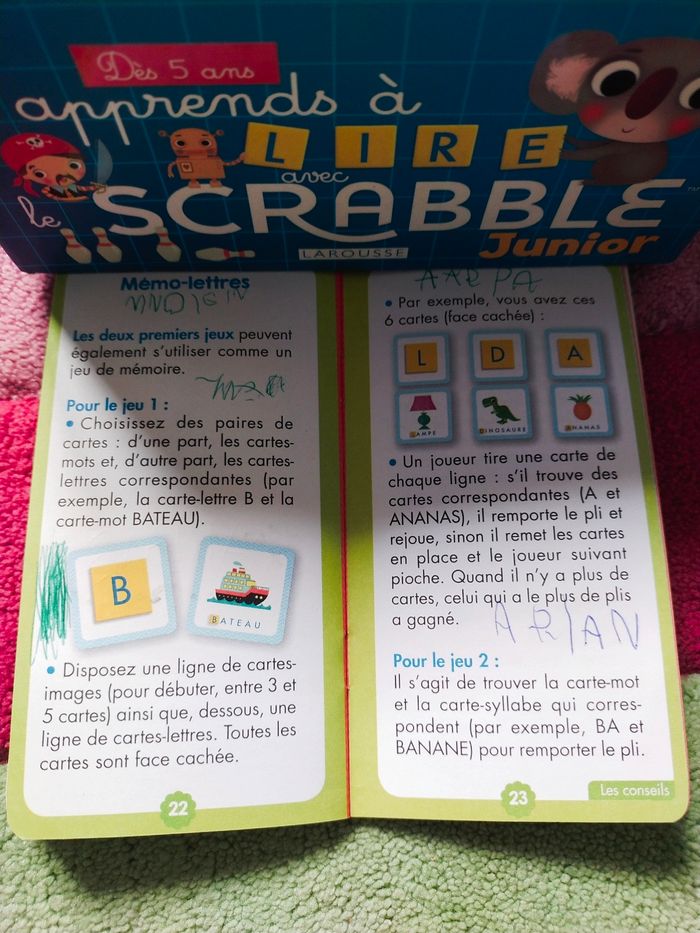 Dès 5 ans
apprends à
LIRE
avec
le SCRABBLE™
Junior
LAROUSSE
Mémo-lettres
Les deux premiers jeux peuvent
également s'utiliser comme un
jeu de mémoire.
Pour le jeu 1 :
• Choisissez des paires de
cartes : d'une part, les cartes-
mots et, d'autre part, les cartes-
lettres correspondantes (par
exemple, la carte-lettre B et la
carte-mot BATEAU).
B
BATEAU
• Disposez une ligne de cartes-
images (pour débuter, entre 3 et
5 cartes) ainsi que, dessous, une
ligne de cartes-lettres. Toutes les
cartes sont face cachée.
22
AARPA
• Par exemple, vous avez ces
6 cartes (face cachée) :
L D A
LAMPE DINOSAURE ANANAS
• Un joueur tire une carte de
chaque ligne : s'il trouve des
cartes correspondantes (A et
ANANAS), il remporte le pli et
rejoue, sinon il remet les cartes
en place et le joueur suivant
pioche. Quand il n'y a plus de
cartes, celui qui a le plus de plis
a gagné.
ARIAN
Pour le jeu 2 :
Il s'agit de trouver la carte-mot
et la carte-syllabe qui corres-
pondent (par exemple, BA et
BANANE) pour remporter le pli.
23
Les conseils